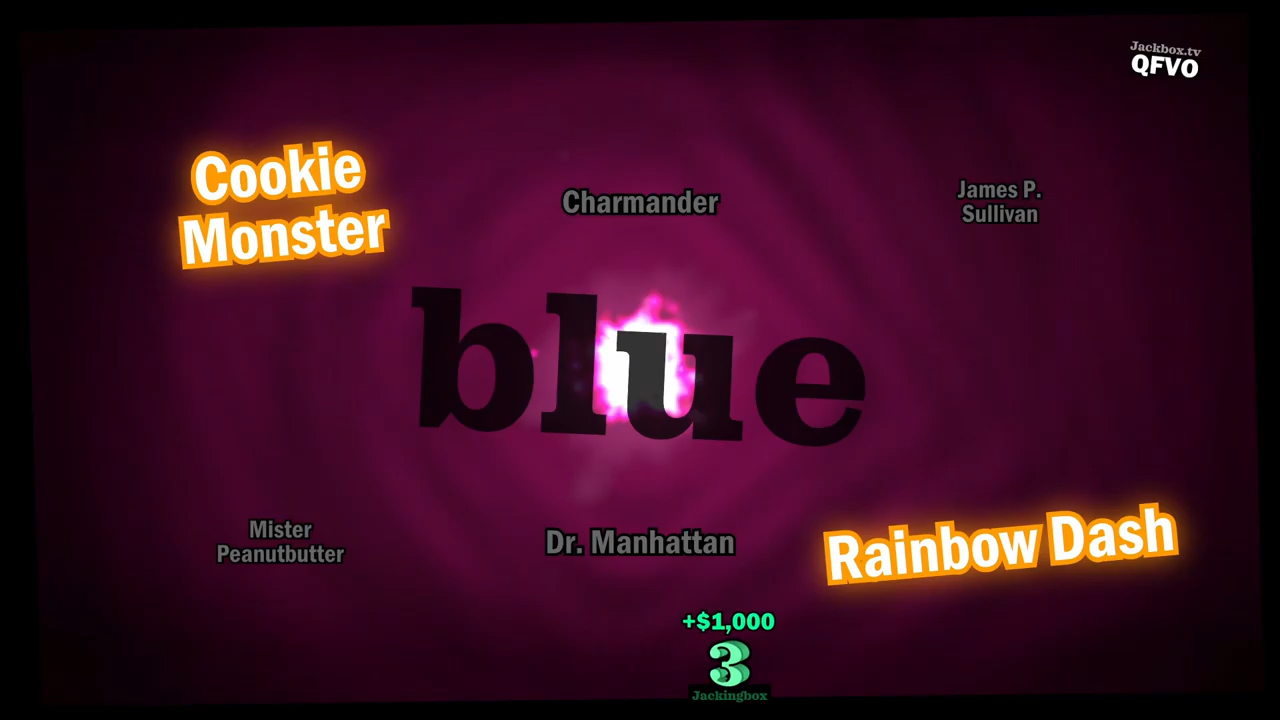 Jackbox.tv
QFVO
Cookie
Monster
Charmander
James P.
Sullivan
blue
Mister
Peanutbutter
Dr. Manhattan
Rainbow Dash
+$1,000
3
Jackingbox